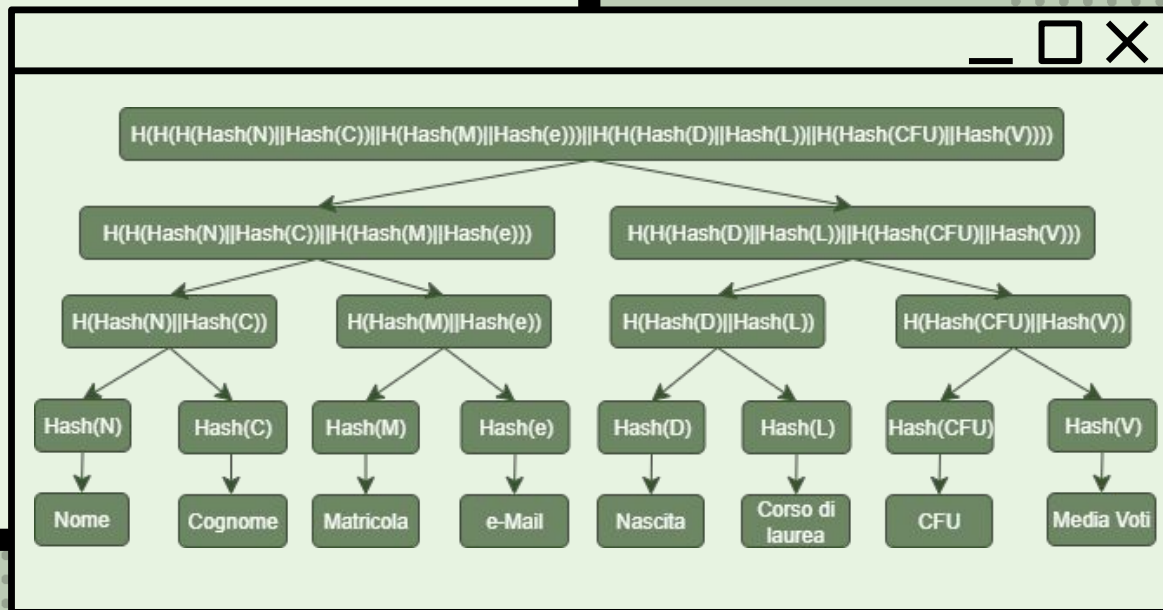 H(H(H(Hash(N)||Hash(C))||H(Hash(M)||Hash(e)))||H(H(Hash(D)||Hash(L))||H(Hash(CFU)||Hash(V))))
H(H(Hash(N)||Hash(C))||H(Hash(M)||Hash(e)))
H(H(Hash(D)||Hash(L))||H(Hash(CFU)||Hash(V)))
H(Hash(N)||Hash(C))
H(Hash(M)||Hash(e))
H(Hash(D)||Hash(L))
H(Hash(CFU)||Hash(V))
Hash(N)
Hash(C)
Hash(M)
Hash(e)
Hash(D)
Hash(L)
Hash(CFU)
Hash(V)
Nome
Cognome
Matricola
e-Mail
Nascita
Corso di
laurea
CFU
Media Voti